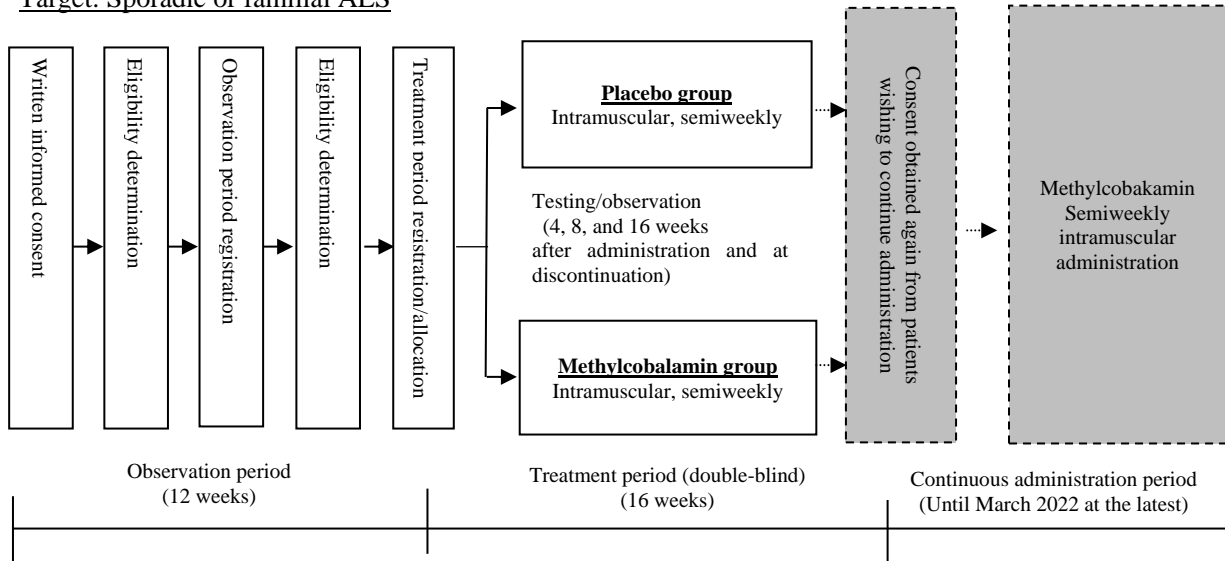 Target: Sporadic or familial ALS
Written informed consent
Eligibility determination
Observation period registration
Eligibility determination
Treatment period registration/allocation
Placebo group
Intramuscular, semiweekly
Testing/observation
(4, 8, and 16 weeks
after administration and at
discontinuation)
Methylcobalamin group
Intramuscular, semiweekly
Consent obtained again from patients
wishing to continue administration
Methylcobakamin
Semiweekly
intramuscular
administration
Observation period
(12 weeks)
Treatment period (double-blind)
(16 weeks)
Continuous administration period
(Until March 2022 at the latest)